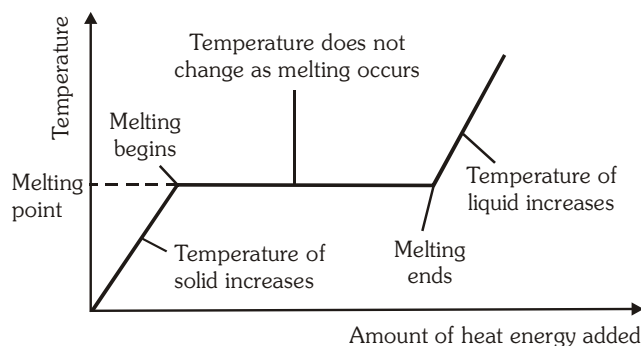 Temperature
Temperature does not
change as melting occurs
Melting
begins
Melting
point
Temperature of
solid increases
Temperature of
liquid increases
Melting
ends
Amount of heat energy added